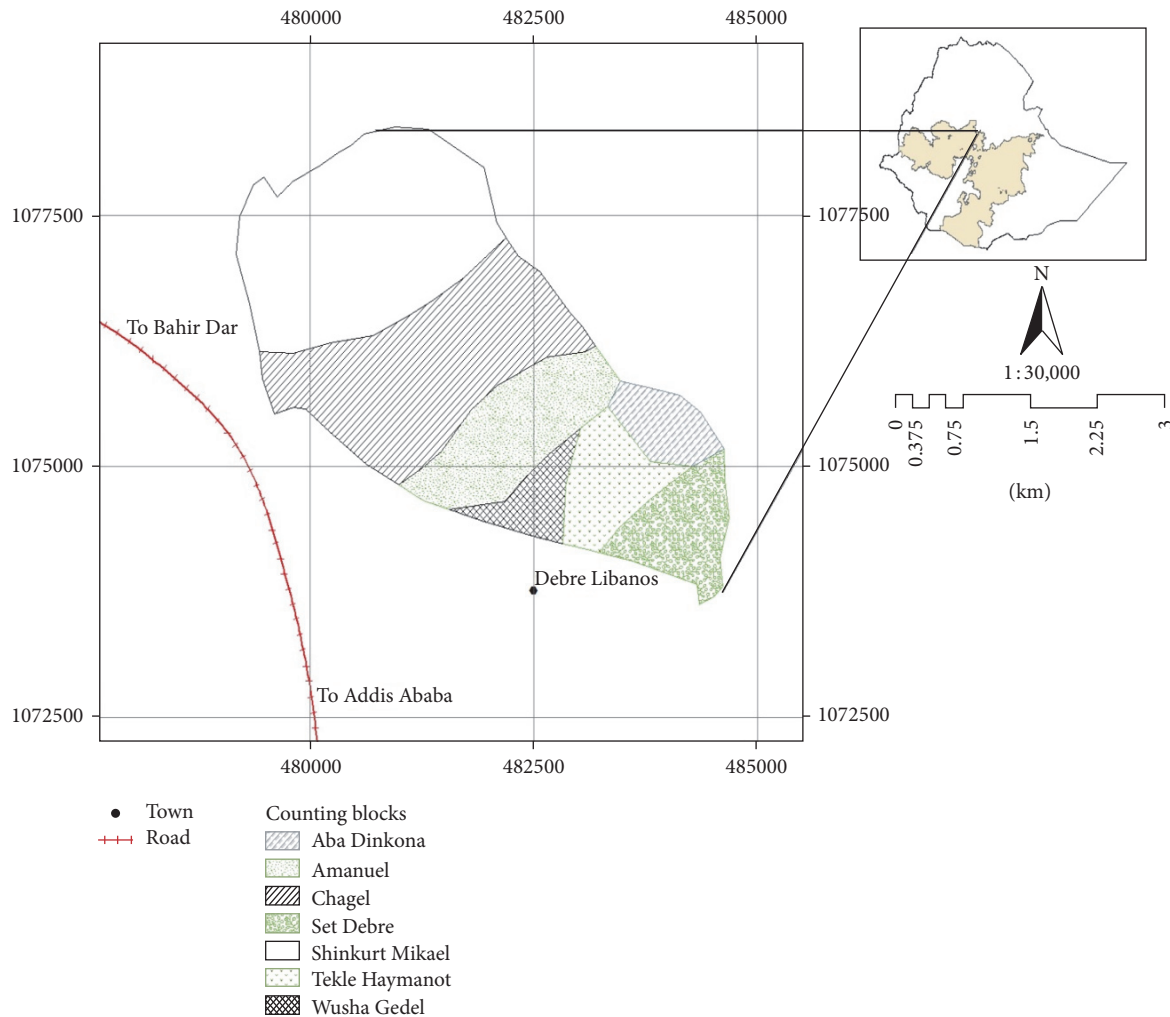 480000 482500 485000
N
1077500 1077500
To Bahir Dar
1:30,000
0 0.375 0.75 1.5 2.25 3
(km)
1075000 1075000
Debre Libanos
To Addis Ababa
1072500 1072500
480000 482500 485000
Town
Road
Counting blocks
Aba Dinkona
Amanuel
Chagel
Set Debre
Shinkurt Mikael
Tekle Haymanot
Wusha Gedel